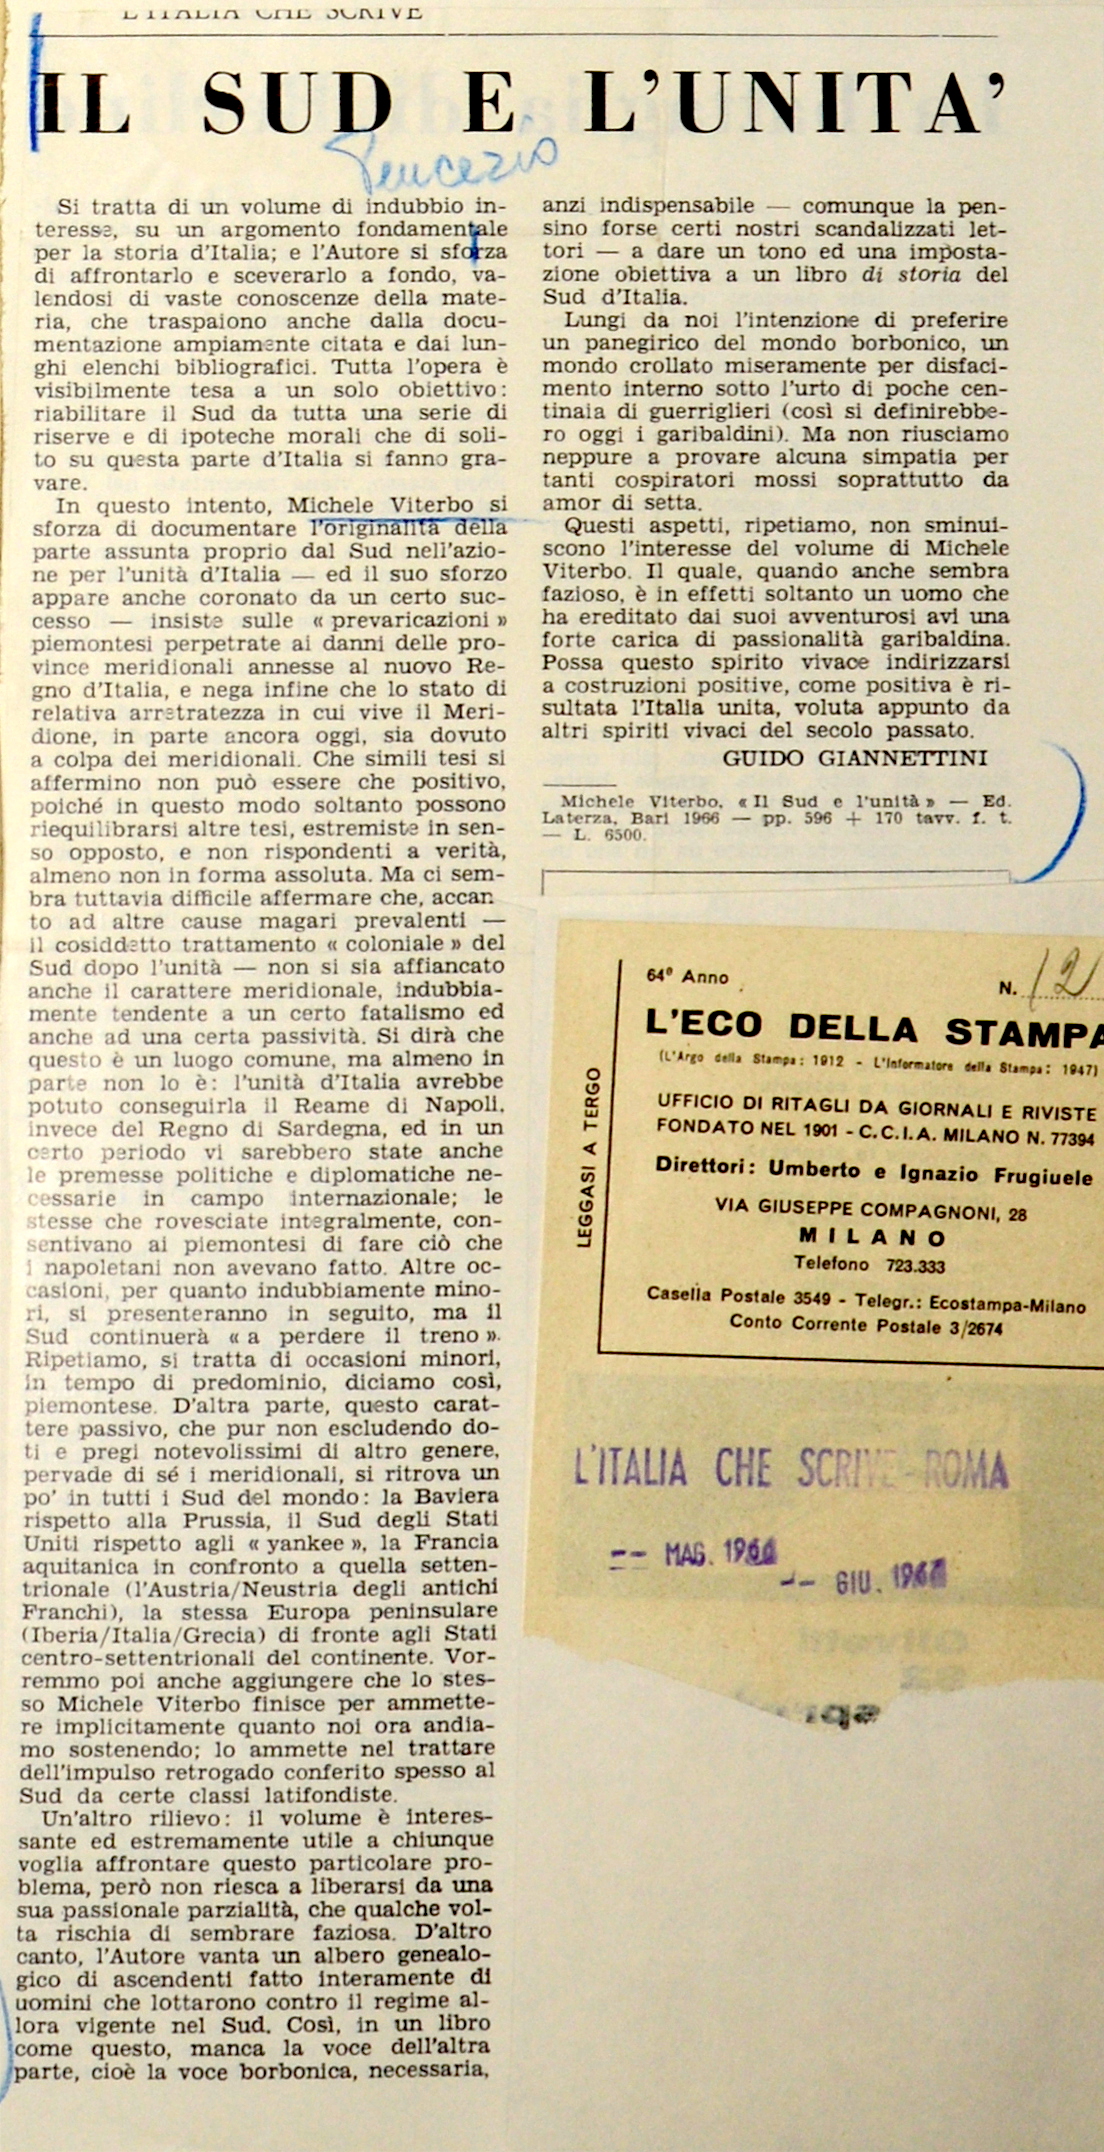 L'ITALIA CHE SCRIVE
IL SUD E L'UNITA'
Si tratta di un volume di indubbio in-
teresse, su un argomento fondamentale
per la storia d'Italia; e l'Autore si sforza
di affrontarlo e sceverarlo a fondo, va-
lendosi di vaste conoscenze della mate-
ria, che traspaiono anche dalla docu-
mentazione ampiamente citata e dai lun-
ghi elenchi bibliografici. Tutta l'opera è
visibilmente tesa a un solo obiettivo:
riabilitare il Sud da tutta una serie di
riserve e di ipoteche morali che di soli-
to su questa parte d'Italia si fanno gra-
vare.
In questo intento, Michele Viterbo si
sforza di documentare l'originalità della
parte assunta proprio dal Sud nell'azio-
ne per l'unità d'Italia — ed il suo sforzo
appare anche coronato da un certo suc-
cesso — insiste sulle « prevaricazioni »
piemontesi perpetrate ai danni delle pro-
vince meridionali annesse al nuovo Re-
gno d'Italia, e nega infine che lo stato di
relativa arretratezza in cui vive il Meri-
dione, in parte ancora oggi, sia dovuto
a colpa dei meridionali. Che simili tesi si
affermino non può essere che positivo,
poiché in questo modo soltanto possono
riequilibrarsi altre tesi, estremiste in sen-
so opposto, e non rispondenti a verità,
almeno non in forma assoluta. Ma ci sem-
bra tuttavia difficile affermare che, accan
to ad altre cause magari prevalenti —
il cosiddetto trattamento « coloniale » del
Sud dopo l'unità — non si sia affiancato
anche il carattere meridionale, indubbia-
mente tendente a un certo fatalismo ed
anche ad una certa passività. Si dirà che
questo è un luogo comune, ma almeno in
parte non lo è: l'unità d'Italia avrebbe
potuto conseguirla il Reame di Napoli,
invece del Regno di Sardegna, ed in un
certo periodo vi sarebbero state anche
le premesse politiche e diplomatiche ne-
cessarie in campo internazionale; le
stesse che rovesciate integralmente, con-
sentivano ai piemontesi di fare ciò che
i napoletani non avevano fatto. Altre oc-
casioni, per quanto indubbiamente mino-
ri, si presenteranno in seguito, ma il
Sud continuerà « a perdere il treno ».
Ripetiamo, si tratta di occasioni minori,
in tempo di predominio, diciamo così,
piemontese. D'altra parte, questo carat-
tere passivo, che pur non escludendo do-
ti e pregi notevolissimi di altro genere,
pervade di sé i meridionali, si ritrova un
po' in tutti i Sud del mondo: la Baviera
rispetto alla Prussia, il Sud degli Stati
Uniti rispetto agli « yankee », la Francia
aquitanica in confronto a quella setten-
trionale (l'Austria/Neustria degli antichi
Franchi), la stessa Europa peninsulare
(Iberia/Italia/Grecia) di fronte agli Stati
centro-settentrionali del continente. Vor-
remmo poi anche aggiungere che lo stes-
so Michele Viterbo finisce per ammette-
re implicitamente quanto noi ora andia-
mo sostenendo; lo ammette nel trattare
dell'impulso retrogado conferito spesso al
Sud da certe classi latifondiste.
Un'altro rilievo: il volume è interes-
sante ed estremamente utile a chiunque
voglia affrontare questo particolare pro-
blema, però non riesca a liberarsi da una
sua passionale parzialità, che qualche vol-
ta rischia di sembrare faziosa. D'altro
canto, l'Autore vanta un albero genealo-
gico di ascendenti fatto interamente di
uomini che lottarono contro il regime al-
lora vigente nel Sud. Così, in un libro
come questo, manca la voce dell'altra
parte, cioè la voce borbonica, necessaria,
anzi indispensabile — comunque la pen-
sino forse certi nostri scandalizzati let-
tori — a dare un tono ed una imposta-
zione obiettiva a un libro di storia del
Sud d'Italia.
Lungi da noi l'intenzione di preferire
un panegirico del mondo borbonico, un
mondo crollato miseramente per disfaci-
mento interno sotto l'urto di poche cen-
tinaia di guerriglieri (così si definirebbe-
ro oggi i garibaldini). Ma non riusciamo
neppure a provare alcuna simpatia per
tanti cospiratori mossi soprattutto da
amor di setta.
Questi aspetti, ripetiamo, non sminui-
scono l'interesse del volume di Michele
Viterbo. Il quale, quando anche sembra
fazioso, è in effetti soltanto un uomo che
ha ereditato dai suoi avventurosi avi una
forte carica di passionalità garibaldina.
Possa questo spirito vivace indirizzarsi
a costruzioni positive, come positiva è ri-
sultata l'Italia unita, voluta appunto da
altri spiriti vivaci del secolo passato.
GUIDO GIANNETTINI
Michele Viterbo, « Il Sud e l'unità » — Ed.
Laterza, Bari 1966 — pp. 596 + 170 tavv. f. t.
— L. 6500.
64º Anno
N. 12
L'ECO DELLA STAMPA
(L'Argo della Stampa: 1912 - L'Informatore della Stampa: 1947)
UFFICIO DI RITAGLI DA GIORNALI E RIVISTE
FONDATO NEL 1901 - C.C.I.A. MILANO N. 77394
Direttori: Umberto e Ignazio Frugiuele
VIA GIUSEPPE COMPAGNONI, 28
MILANO
Telefono 723.333
Casella Postale 3549 - Telegr.: Ecostampa-Milano
Conto Corrente Postale 3/2674
LEGGASI A TERGO
L'ITALIA CHE SCRIVE - ROMA
-- MAG. 1966
-- GIU. 1966